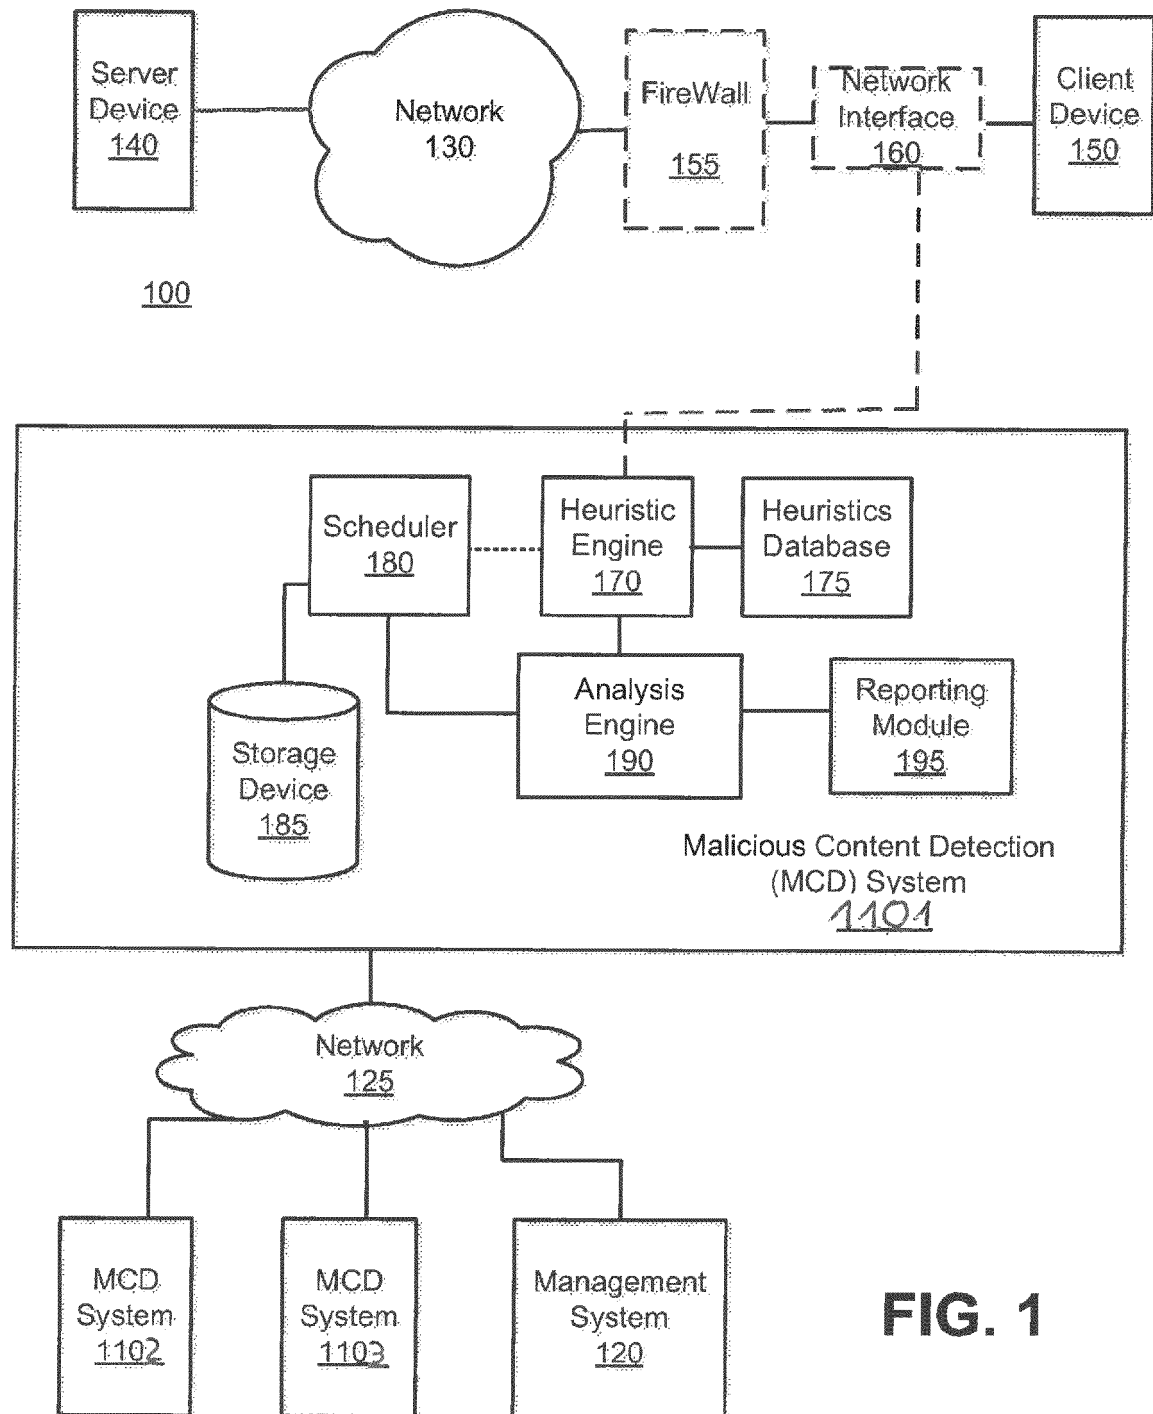 Server
Device
140
Network
130
FireWall
155
Network
Interface
160
Client
Device
150
100
Scheduler
180
Heuristic
Engine
170
Heuristics
Database
175
Storage
Device
185
Analysis
Engine
190
Reporting
Module
195
Malicious Content Detection
(MCD) System
1101
Network
125
MCD
System
1102
MCD
System
1103
Management
System
120
FIG. 1